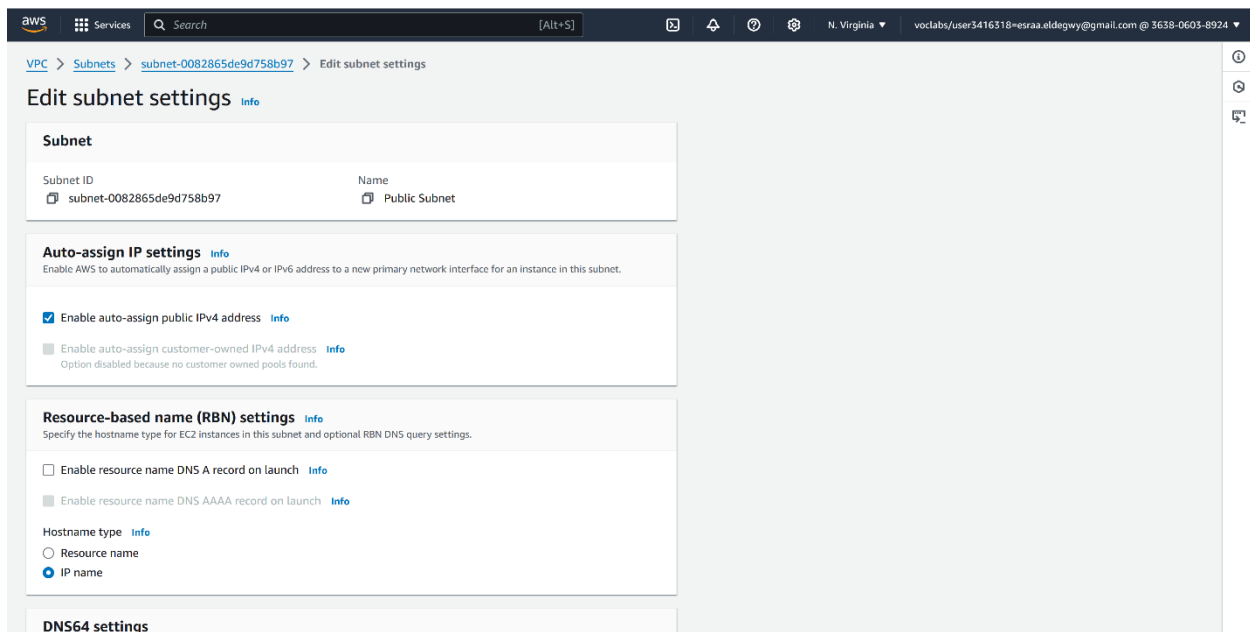 aws Services Search [Alt+S] N. Virginia voclabs/user3416318=esraa.eldegwy@gmail.com @ 3638-0603-8924
VPC > Subnets > subnet-0082865de9d758b97 > Edit subnet settings
Edit subnet settings Info
Subnet
Subnet ID Name
subnet-0082865de9d758b97 Public Subnet
Auto-assign IP settings Info
Enable AWS to automatically assign a public IPv4 or IPv6 address to a new primary network interface for an instance in this subnet.
Enable auto-assign public IPv4 address Info
Enable auto-assign customer-owned IPv4 address Info
Option disabled because no customer owned pools found.
Resource-based name (RBN) settings Info
Specify the hostname type for EC2 instances in this subnet and optional RBN DNS query settings.
Enable resource name DNS A record on launch Info
Enable resource name DNS AAAA record on launch Info
Hostname type Info
Resource name
IP name
DNS64 settings